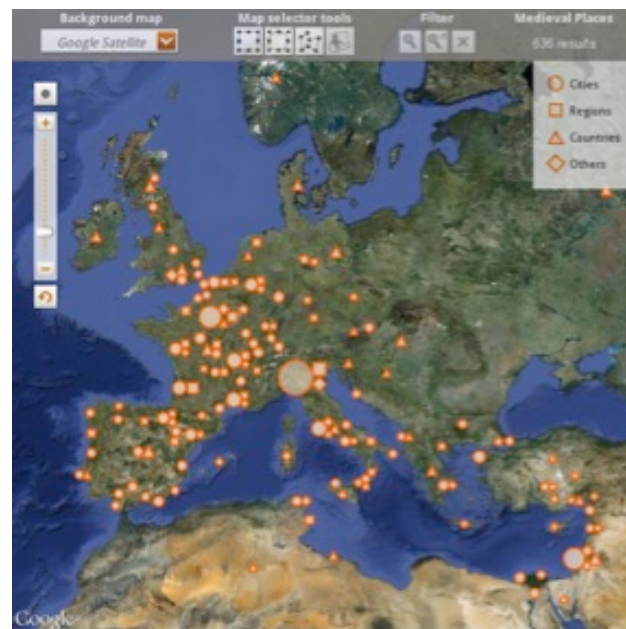 Background map
Google Satellite
Map selector tools
Filter
Medieval Places
636 results
Cities
Regions
Countries
Others
Google